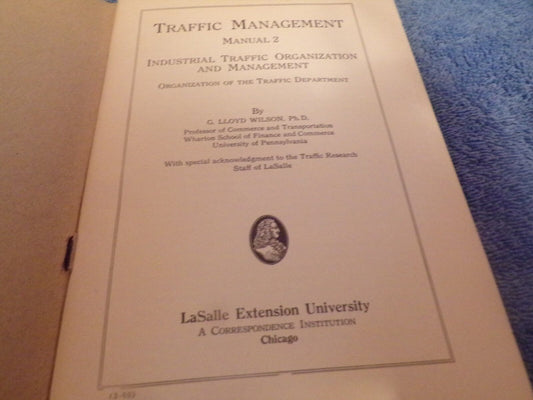 TRAFFIC MANAGEMENT
MANUAL 2
INDUSTRIAL TRAFFIC ORGANIZATION
AND MANAGEMENT
ORGANIZATION OF THE TRAFFIC DEPARTMENT
By
G. LLOYD WILSON, Ph.D.
Professor of Commerce and Transportation
Wharton School of Finance and Commerce
University of Pennsylvania
With special acknowledgment to the Traffic Research
Staff of LaSalle
LaSalle Extension University
A CORRESPONDENCE INSTITUTION
Chicago